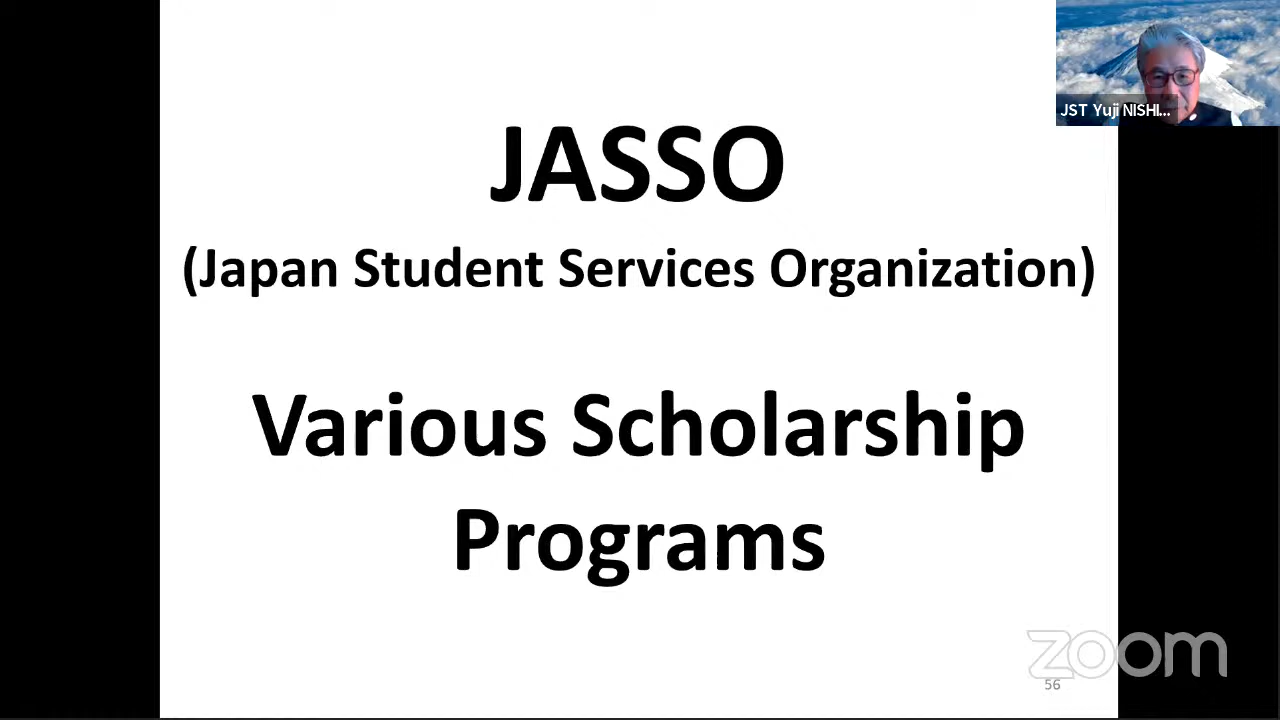 JST Yuji NISHI...
JASSO
(Japan Student Services Organization)
Various Scholarship
Programs
zoom
56